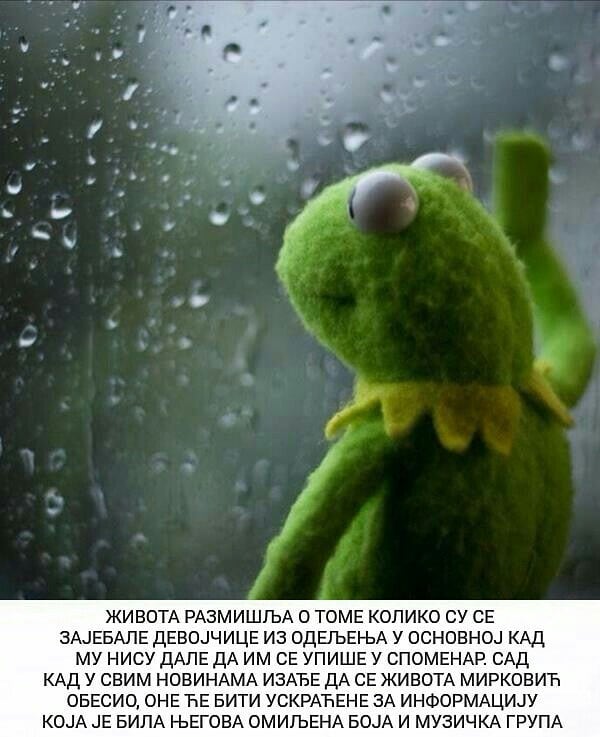 ЖИВОТА РАЗМИШЉА О ТОМЕ КОЛИКО СУ СЕ
ЗАЈЕБАЛЕ ДЕВОЈЧИЦЕ ИЗ ОДЕЉЕЊА У ОСНОВНОЈ КАД
МУ НИСУ ДАЛЕ ДА ИМ СЕ УПИШЕ У СПОМЕНАР. САД
КАД У СВИМ НОВИНАМА ИЗАЂЕ ДА СЕ ЖИВОТА МИРКОВИЋ
ОБЕСИО, ОНЕ ЋЕ БИТИ УСКРАЋЕНЕ ЗА ИНФОРМАЦИЈУ
КОЈА ЈЕ БИЛА ЊЕГОВА ОМИЉЕНА БОЈА И МУЗИЧКА ГРУПА